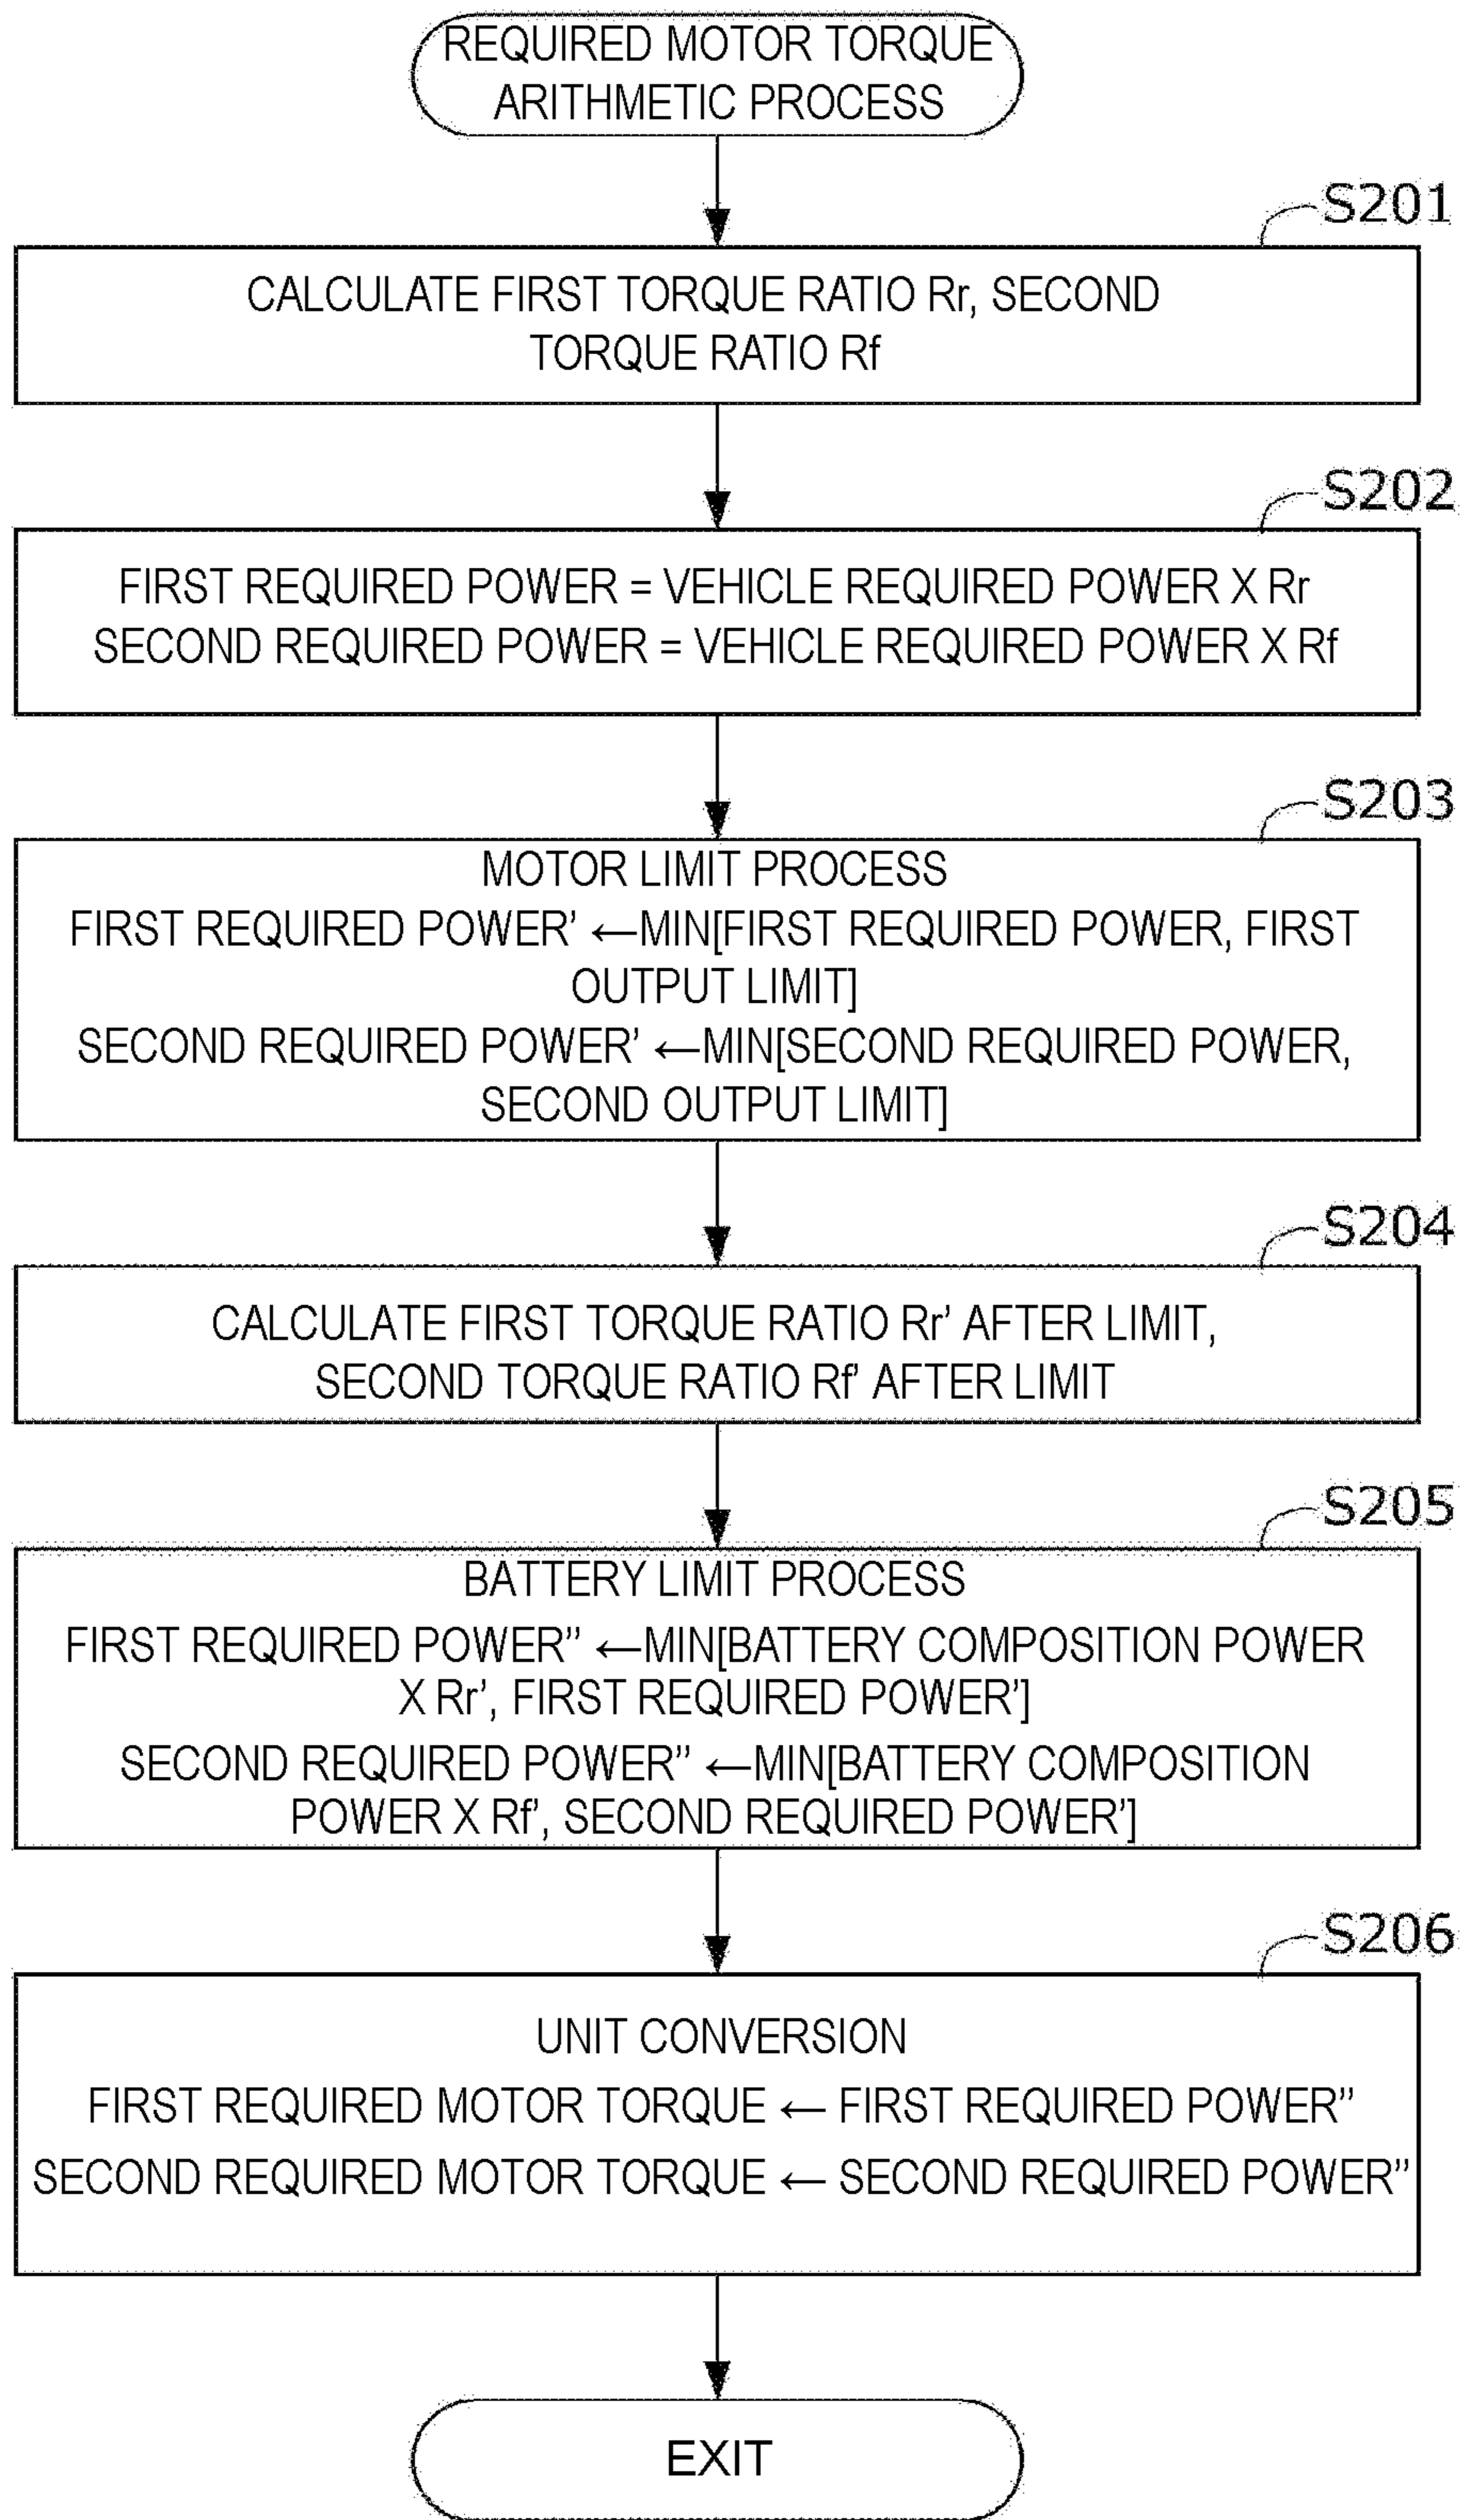 REQUIRED MOTOR TORQUE
ARITHMETIC PROCESS
S201
CALCULATE FIRST TORQUE RATIO Rr, SECOND
TORQUE RATIO Rf
S202
FIRST REQUIRED POWER = VEHICLE REQUIRED POWER X Rr
SECOND REQUIRED POWER = VEHICLE REQUIRED POWER X Rf
S203
MOTOR LIMIT PROCESS
FIRST REQUIRED POWER’ ←MIN[FIRST REQUIRED POWER, FIRST
OUTPUT LIMIT]
SECOND REQUIRED POWER’ ←MIN[SECOND REQUIRED POWER,
SECOND OUTPUT LIMIT]
S204
CALCULATE FIRST TORQUE RATIO Rr’ AFTER LIMIT,
SECOND TORQUE RATIO Rf’ AFTER LIMIT
S205
BATTERY LIMIT PROCESS
FIRST REQUIRED POWER’’ ←MIN[BATTERY COMPOSITION POWER
X Rr’, FIRST REQUIRED POWER’]
SECOND REQUIRED POWER’’ ←MIN[BATTERY COMPOSITION
POWER X Rf’, SECOND REQUIRED POWER’]
S206
UNIT CONVERSION
FIRST REQUIRED MOTOR TORQUE ← FIRST REQUIRED POWER’’
SECOND REQUIRED MOTOR TORQUE ← SECOND REQUIRED POWER’’
EXIT